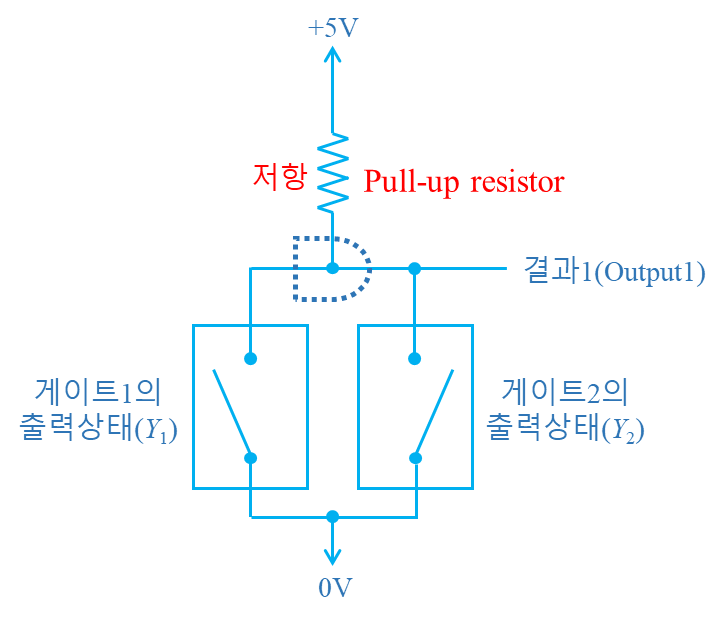 +5V
저항
Pull-up resistor
결과1(Output1)
게이트1의
출력상태(Y₁)
게이트2의
출력상태(Y₂)
0V